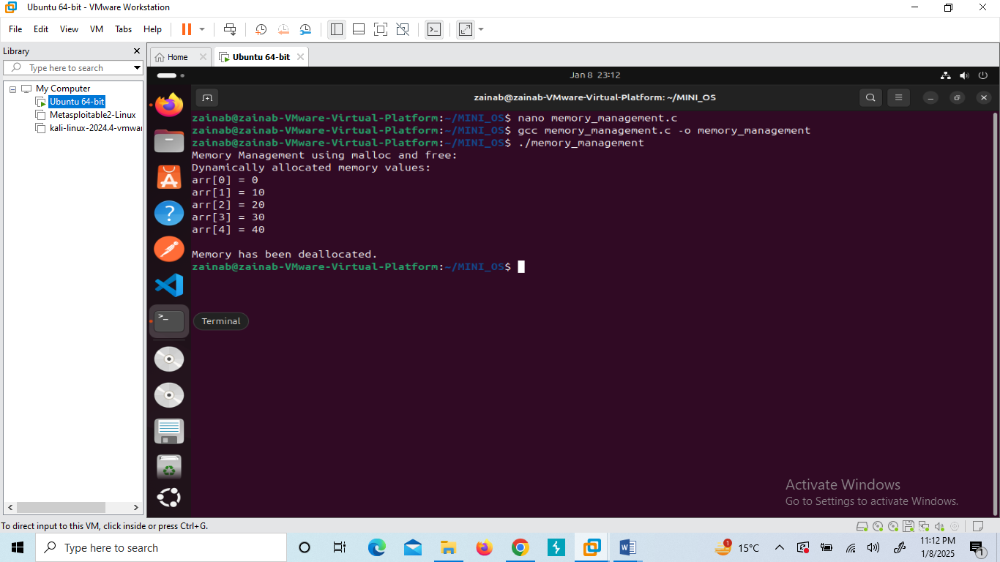 Ubuntu 64-bit - VMware Workstation
File Edit View VM Tabs Help
Library
Type here to search
My Computer
Ubuntu 64-bit
Metasploitable2-Linux
kali-linux-2024.4-vmwar
Home
Ubuntu 64-bit
Jan 8 23:12
zainab@zainab-VMware-Virtual-Platform: ~/MINI_OS
zainab@zainab-VMware-Virtual-Platform:~/MINI_OS$ nano memory_management.c
zainab@zainab-VMware-Virtual-Platform:~/MINI_OS$ gcc memory_management.c -o memory_management
zainab@zainab-VMware-Virtual-Platform:~/MINI_OS$ ./memory_management
Memory Management using malloc and free:
Dynamically allocated memory values:
arr[0] = 0
arr[1] = 10
arr[2] = 20
arr[3] = 30
arr[4] = 40
Memory has been deallocated.
zainab@zainab-VMware-Virtual-Platform:~/MINI_OS$
Terminal
Activate Windows
Go to Settings to activate Windows.
To direct input to this VM, click inside or press Ctrl+G.
Type here to search
1
15°C
11:12 PM
1/8/2025
1